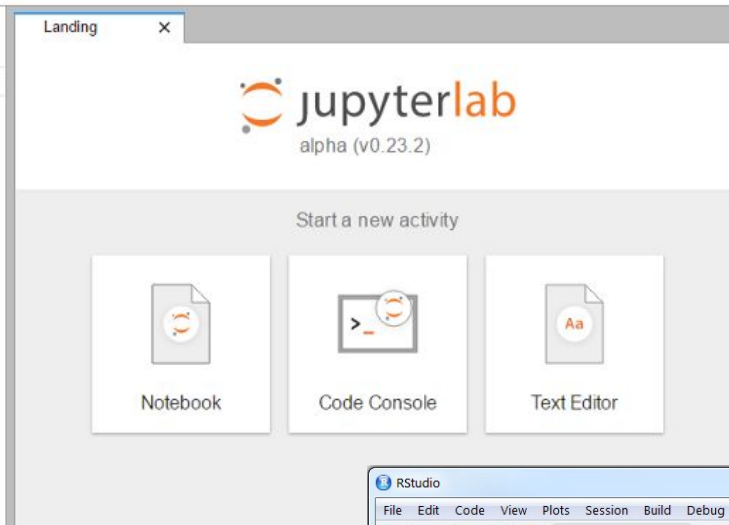 Landing
jupyterlab
alpha (v0.23.2)
Start a new activity
Aa
Notebook Code Console Text Editor
RStudio
File Edit Code View Plots Session Build Debug